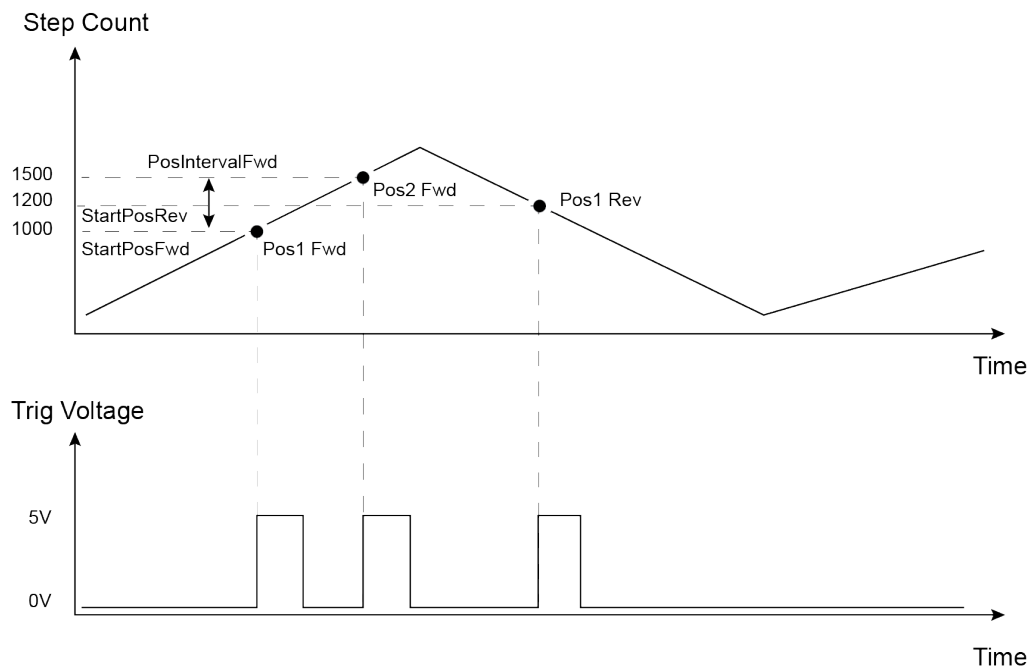 Step Count
PosIntervalFwd
1500
Pos2 Fwd
1200
Pos1 Rev
StartPosRev
1000
StartPosFwd
Pos1 Fwd
Time
Trig Voltage
5V
0V
Time